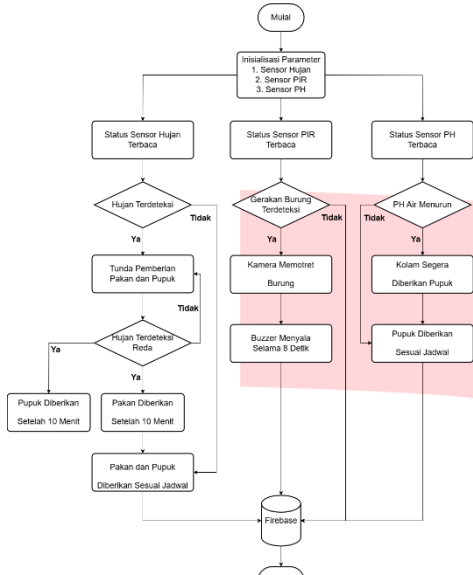 Mulai
Inisialisasi Parameter
1. Sensor Hujan
2. Sensor PIR
3. Sensor PH
Status Sensor Hujan
Terbaca
Status Sensor PIR
Terbaca
Status Sensor PH
Terbaca
Hujan Terdeteksi
Tidak
Ya
Gerakan Burung
Terdeteksi
Tidak
Ya
PH Air Menurun
Tidak
Ya
Tunda Pemberian
Pakan dan Pupuk
Kamera Memotret
Burung
Kolam Segera
Diberikan Pupuk
Tidak
Hujan Terdeteksi
Reda
Ya
Ya
Buzzer Menyala
Selama 8 Detik
Pupuk Diberikan
Sesuai Jadwal
Pupuk Diberikan
Setelah 10 Menit
Pakan Diberikan
Setelah 10 Menit
Pakan dan Pupuk
Diberikan Sesuai Jadwal
Firebase